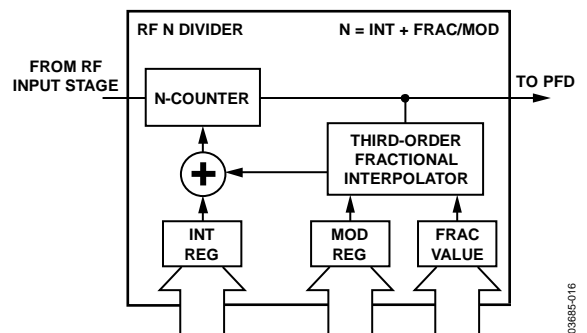 RF N DIVIDER
N = INT + FRAC/MOD
FROM RF
INPUT STAGE
TO PFD
N-COUNTER
THIRD-ORDER
FRACTIONAL
INTERPOLATOR
+
INT
REG
MOD
REG
FRAC
VALUE
03685-016